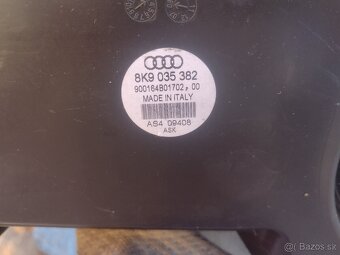 8K9 035 382
900164B01702,00
MADE IN ITALY
AS4 09408
ASK
© Bazos.sk